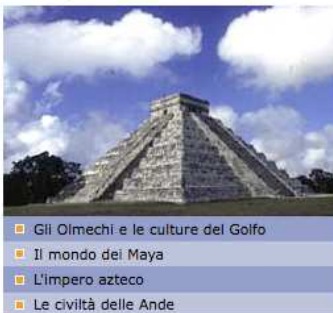 Gli Olmechi e le culture del Golfo
Il mondo dei Maya
L'impero azteco
Le civiltà delle Ande